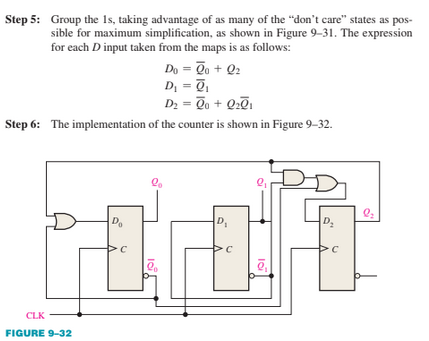 Step 5: Group the 1s, taking advantage of as many of the “don’t care” states as pos-
sible for maximum simplification, as shown in Figure 9–31. The expression
for each D input taken from the maps is as follows:
D₀ = Q̅₀ + Q₂
D₁ = Q̅₁
D₂ = Q̅₀ + Q₂Q̅₁
Step 6: The implementation of the counter is shown in Figure 9–32.
Q₀
Q₁
Q₂
D₀
D₁
D₂
C
C
C
Q̅₀
Q̅₁
CLK
FIGURE 9–32